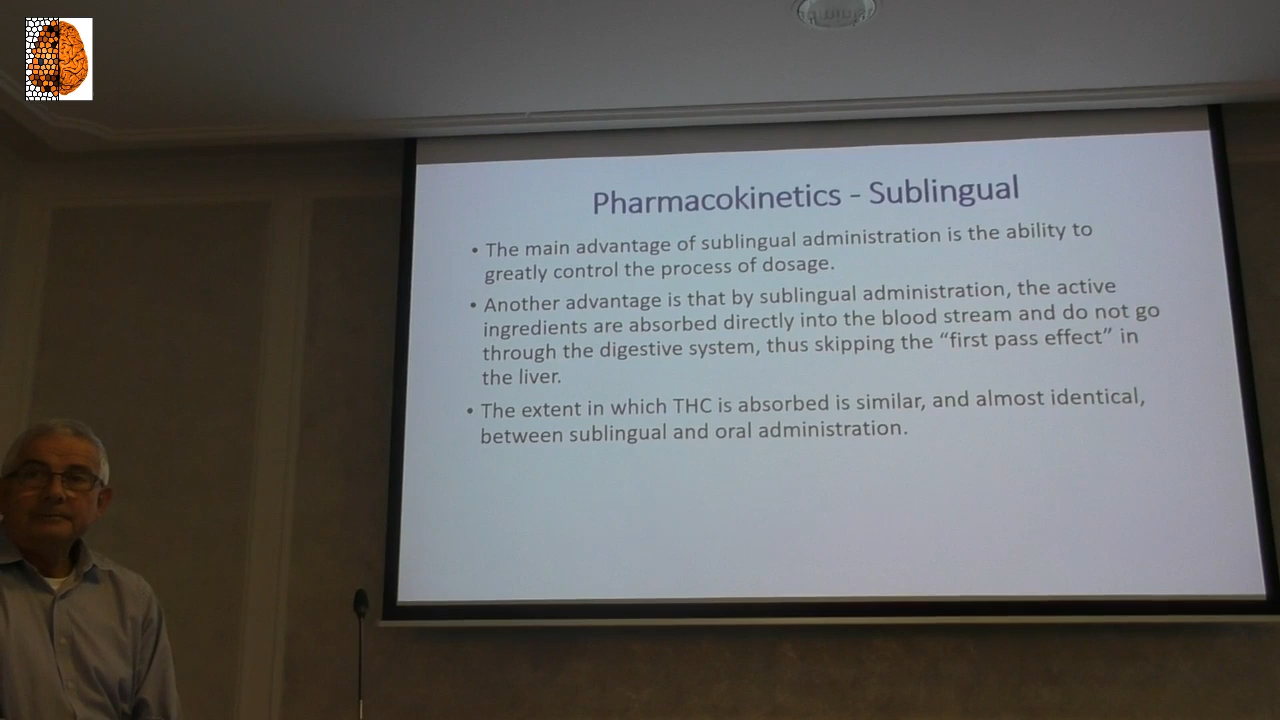 Pharmacokinetics - Sublingual
• The main advantage of sublingual administration is the ability to
greatly control the process of dosage.
• Another advantage is that by sublingual administration, the active
ingredients are absorbed directly into the blood stream and do not go
through the digestive system, thus skipping the “first pass effect” in
the liver.
• The extent in which THC is absorbed is similar, and almost identical,
between sublingual and oral administration.